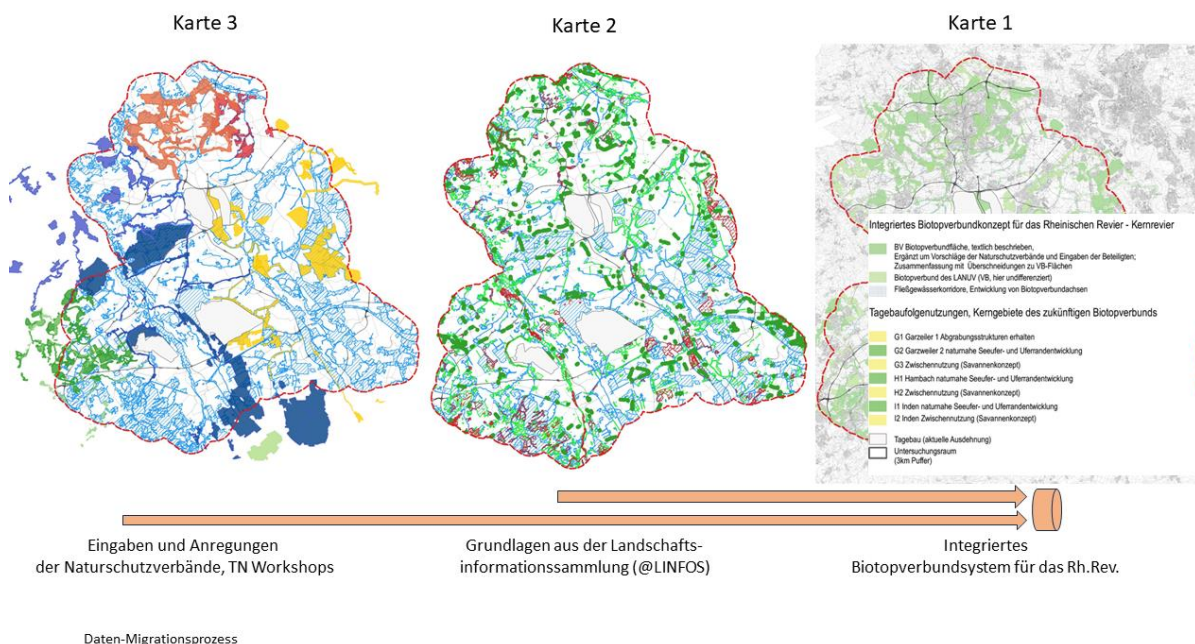 Karte 3
Karte 2
Karte 1
Integriertes Biotopverbundkonzept für das Rheinischen Revier - Kernrevier
BV Biotopverbundfläche, textlich beschrieben,
Ergänzt um Vorschläge der Naturschutzverbände und Eingaben der Beteiligten;
Zusammenfassung mit Überschneidungen zu VB-Flächen
Biotopverbund des LANUV (VB, hier undifferenziert)
Fließgewässerkorridore, Entwicklung von Biotopverbundachsen
Tagebaufolgenutzungen, Kerngebiete des zukünftigen Biotopverbunds
G1 Garzeiler 1 Abgrabungsstrukturen erhalten
G2 Garzweiler 2 naturnahe Seeufer- und Uferrandentwicklung
G3 Zwischennutzung (Savannenkonzept)
H1 Hambach naturnahe Seeufer- und Uferrandentwicklung
H2 Zwischennutzung (Savannenkonzept)
I1 Inden naturnahe Seeufer- und Uferrandentwicklung
I2 Inden Zwischennutzung (Savannenkonzept)
Tagebau (aktuelle Ausdehnung)
Untersuchungsraum
(3km Puffer)
Eingaben und Anregungen
der Naturschutzverbände, TN Workshops
Grundlagen aus der Landschafts-
informationssammlung (@LINFOS)
Integriertes
Biotopverbundsystem für das Rh.Rev.
Daten-Migrationsprozess